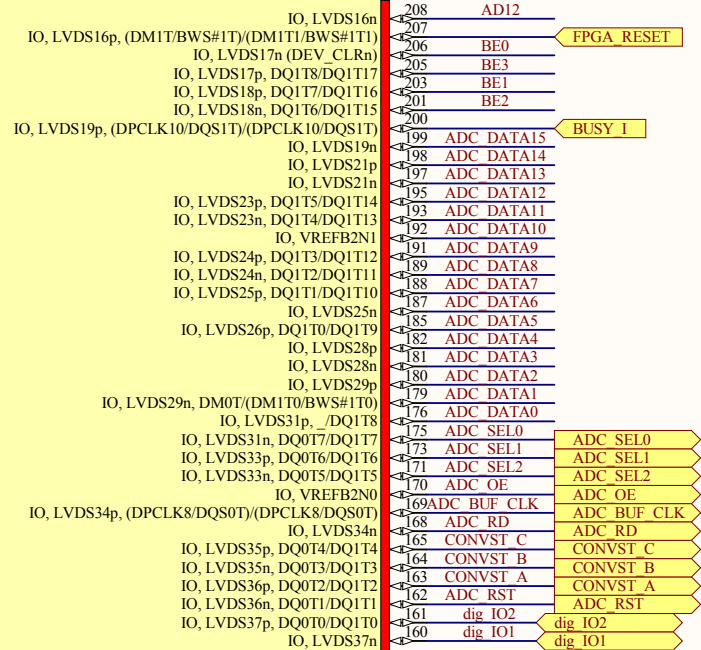 IO, LVDS16n 208 AD12
IO, LVDS16p, (DM1T/BWS#1T)/(DM1T1/BWS#1T1) 207 FPGA_RESET
IO, LVDS17n (DEV_CLRn) 206 BE0
IO, LVDS17p, DQ1T8/DQ1T17 205 BE3
IO, LVDS18p, DQ1T7/DQ1T16 203 BE1
IO, LVDS18n, DQ1T6/DQ1T15 201 BE2
IO, LVDS19p, (DPCLK10/DQS1T)/(DPCLK10/DQS1T) 200 BUSY_I
IO, LVDS19n 199 ADC_DATA15
IO, LVDS21p 198 ADC_DATA14
IO, LVDS21n 197 ADC_DATA13
IO, LVDS23p, DQ1T5/DQ1T14 195 ADC_DATA12
IO, LVDS23n, DQ1T4/DQ1T13 193 ADC_DATA11
IO, VREFB2N1 192 ADC_DATA10
IO, LVDS24p, DQ1T3/DQ1T12 191 ADC_DATA9
IO, LVDS24n, DQ1T2/DQ1T11 189 ADC_DATA8
IO, LVDS25p, DQ1T1/DQ1T10 188 ADC_DATA7
IO, LVDS25n 187 ADC_DATA6
IO, LVDS26p, DQ1T0/DQ1T9 185 ADC_DATA5
IO, LVDS28p 182 ADC_DATA4
IO, LVDS28n 181 ADC_DATA3
IO, LVDS29p 180 ADC_DATA2
IO, LVDS29n, DM0T/(DM1T0/BWS#1T0) 179 ADC_DATA1
IO, LVDS31p, _/DQ1T8 176 ADC_DATA0
IO, LVDS31n, DQ0T7/DQ1T7 175 ADC_SEL0 ADC_SEL0
IO, LVDS33p, DQ0T6/DQ1T6 173 ADC_SEL1 ADC_SEL1
IO, LVDS33n, DQ0T5/DQ1T5 171 ADC_SEL2 ADC_SEL2
IO, VREFB2N0 170 ADC_OE ADC_OE
IO, LVDS34p, (DPCLK8/DQS0T)/(DPCLK8/DQS0T) 169 ADC_BUF_CLK ADC_BUF_CLK
IO, LVDS34n 168 ADC_RD ADC_RD
IO, LVDS35p, DQ0T4/DQ1T4 165 CONVST_C CONVST_C
IO, LVDS35n, DQ0T3/DQ1T3 164 CONVST_B CONVST_B
IO, LVDS36p, DQ0T2/DQ1T2 163 CONVST_A CONVST_A
IO, LVDS36n, DQ0T1/DQ1T1 162 ADC_RST ADC_RST
IO, LVDS37p, DQ0T0/DQ1T0 161 dig_IO2 dig_IO2
IO, LVDS37n 160 dig_IO1 dig_IO1